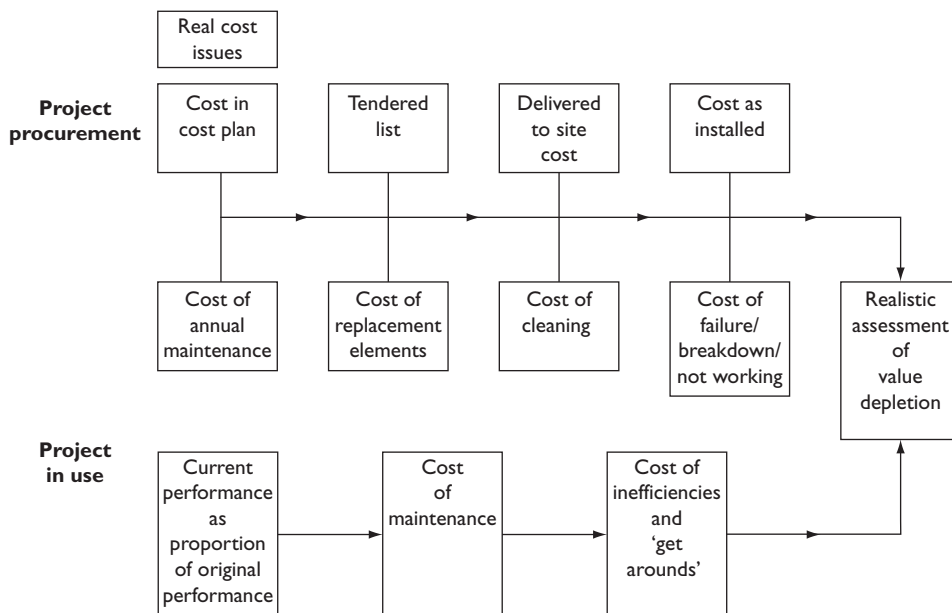 Real cost
issues
Project
procurement
Cost in
cost plan
Tendered
list
Delivered
to site
cost
Cost as
installed
Cost of
annual
maintenance
Cost of
replacement
elements
Cost of
cleaning
Cost of
failure/
breakdown/
not working
Realistic
assessment
of
value
depletion
Project
in use
Current
performance
as
proportion
of original
performance
Cost
of
maintenance
Cost of
inefficiencies
and
‘get
arounds’